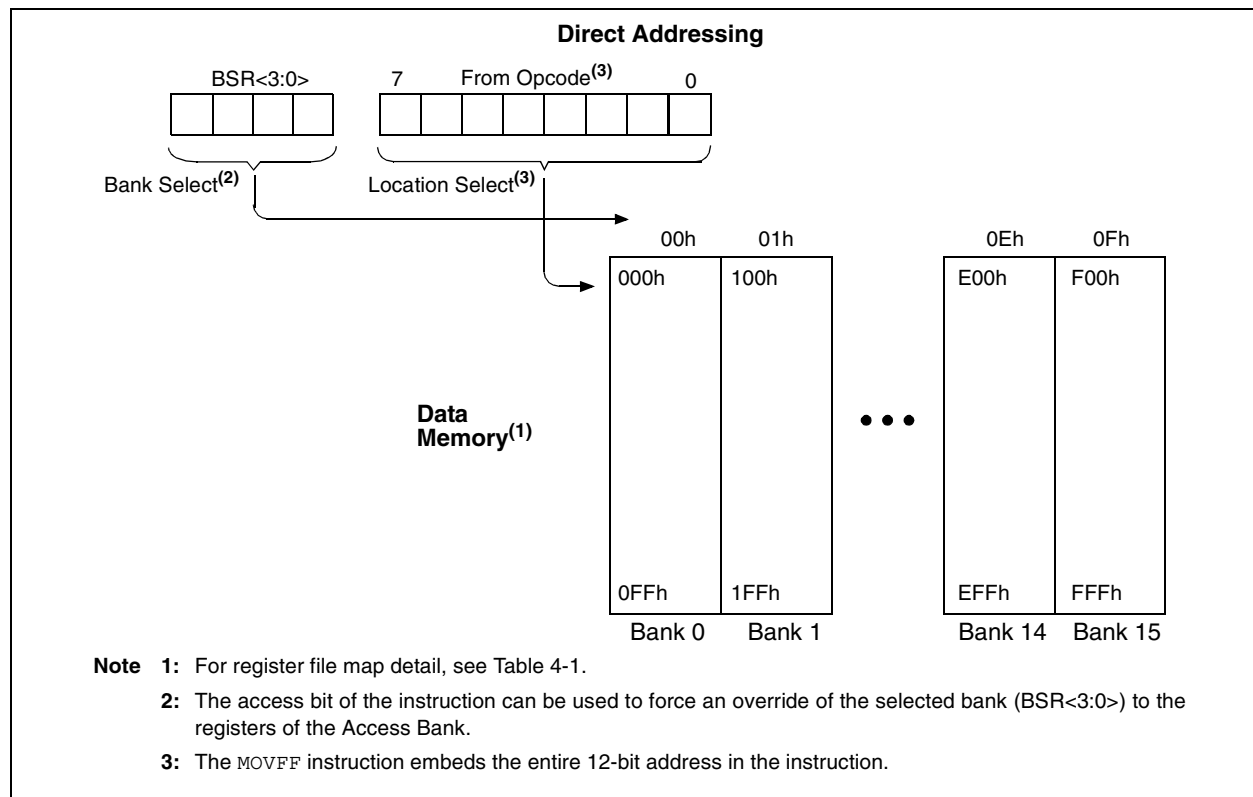 Direct Addressing
BSR<3:0> 7 From Opcode(3) 0
Bank Select(2) Location Select(3)
00h 01h 0Eh 0Fh
000h 100h E00h F00h
Data
Memory(1)
0FFh 1FFh EFFh FFFh
Bank 0 Bank 1 Bank 14 Bank 15
Note 1: For register file map detail, see Table 4-1.
2: The access bit of the instruction can be used to force an override of the selected bank (BSR<3:0>) to the
registers of the Access Bank.
3: The MOVFF instruction embeds the entire 12-bit address in the instruction.